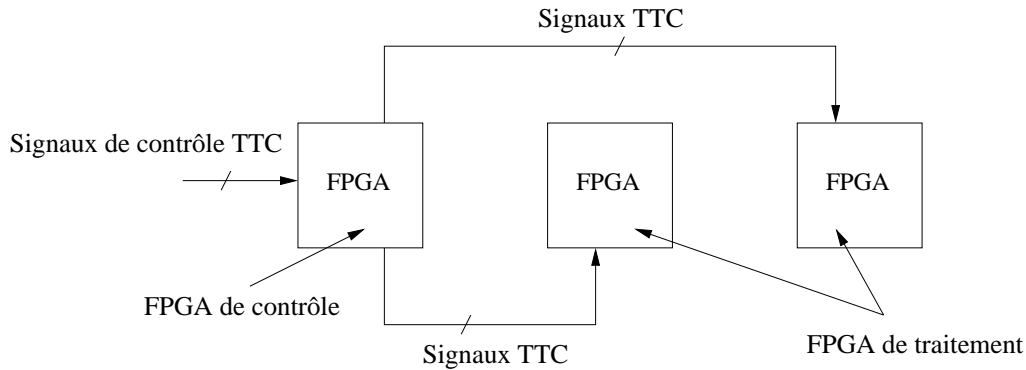 Signaux TTC
Signaux de contrôle TTC
FPGA
FPGA
FPGA
FPGA de contrôle
Signaux TTC
FPGA de traitement